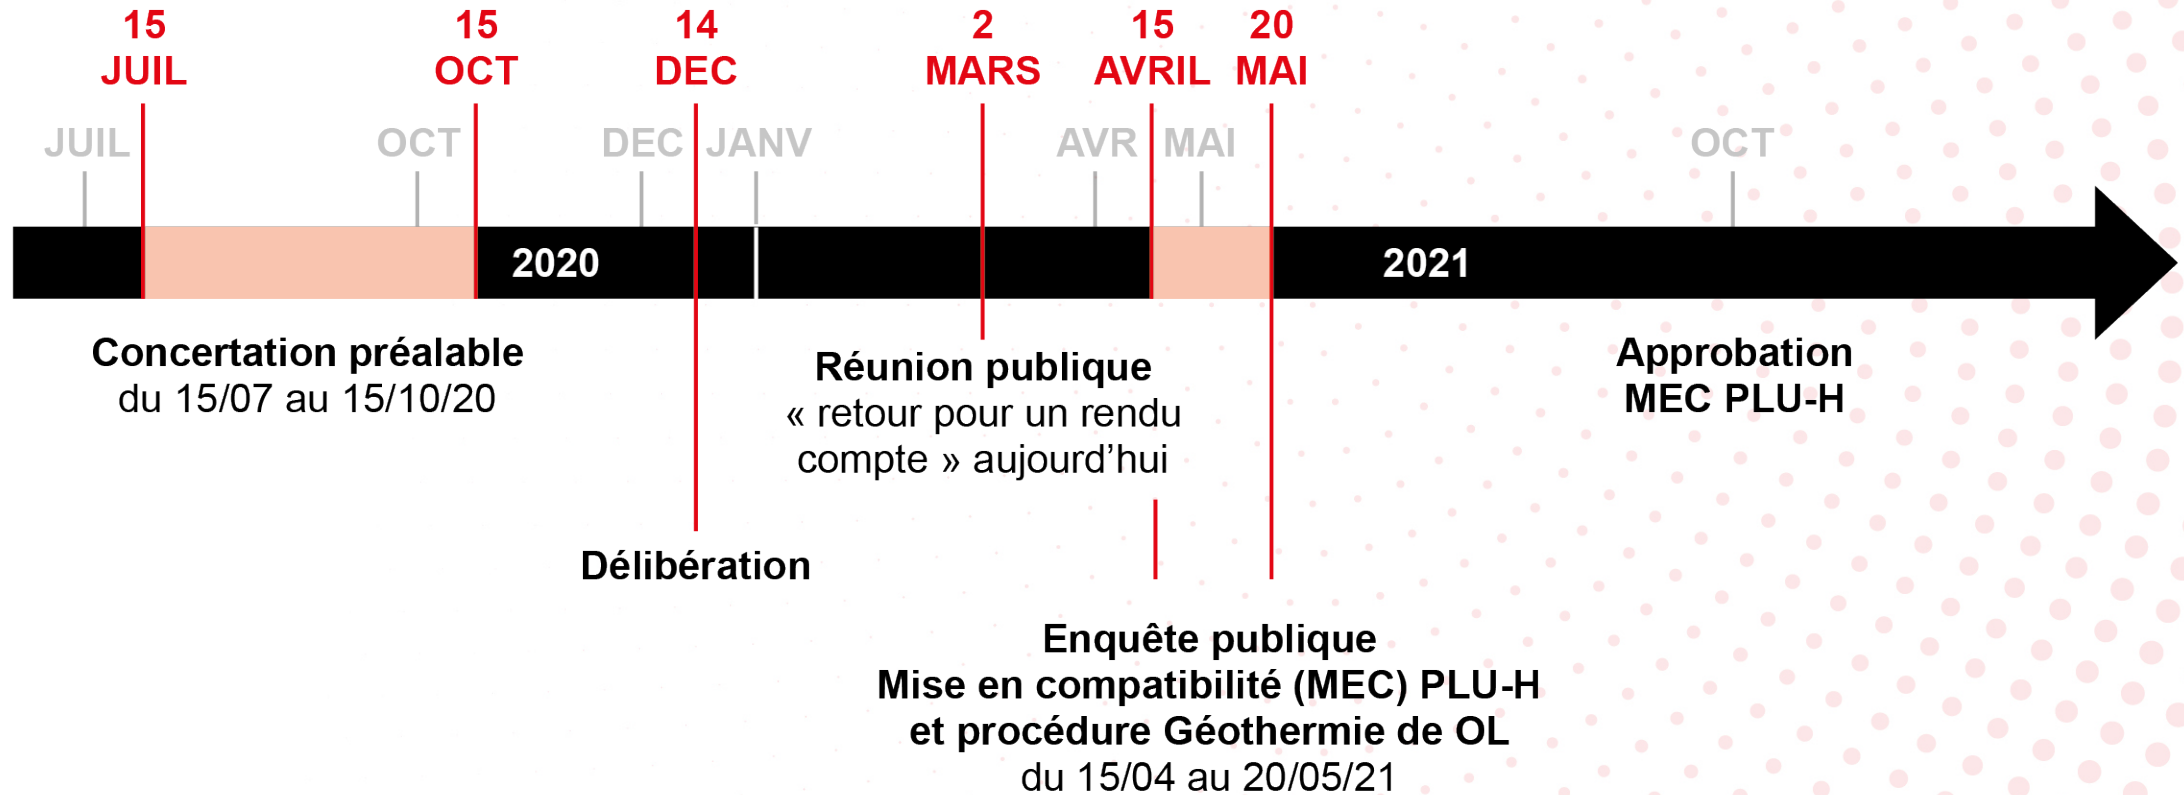 15
JUIL
15
OCT
14
DEC
2
MARS
15
AVRIL
20
MAI
JUIL
OCT
DEC
JANV
AVR
MAI
OCT
2020
2021
Concertation préalable
du 15/07 au 15/10/20
Réunion publique
« retour pour un rendu
compte » aujourd’hui
Approbation
MEC PLU-H
Délibération
Enquête publique
Mise en compatibilité (MEC) PLU-H
et procédure Géothermie de OL
du 15/04 au 20/05/21